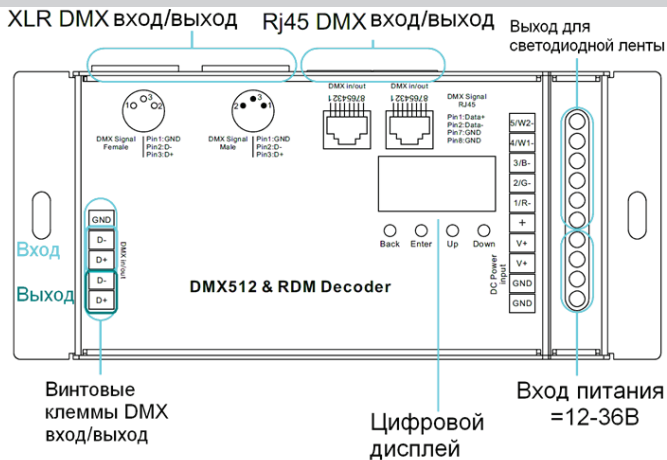 XLR DMX вход/выход
Rj45 DMX вход/выход
Выход для
светодиодной ленты
DMX in/out
DMX in/out
87654321
87654321
DMX Signal
RJ45
Pin1:Data+
Pin2:Data-
Pin7:GND
Pin8:GND
3
1
2
DMX Signal
Female
Pin1:GND
Pin2:D-
Pin3:D+
3
2
1
DMX Signal
Male
Pin1:GND
Pin2:D-
Pin3:D+
5/W2-
4/W1-
3/B-
2/G-
1/R-
+
V+
V+
GND
GND
DC Power
input
Back
Enter
Up
Down
GND
D-
D+
D-
D+
DMX in/out
Вход
Выход
DMX512 & RDM Decoder
Винтовые
клеммы DMX
вход/выход
Цифровой
дисплей
Вход питания
=12-36В